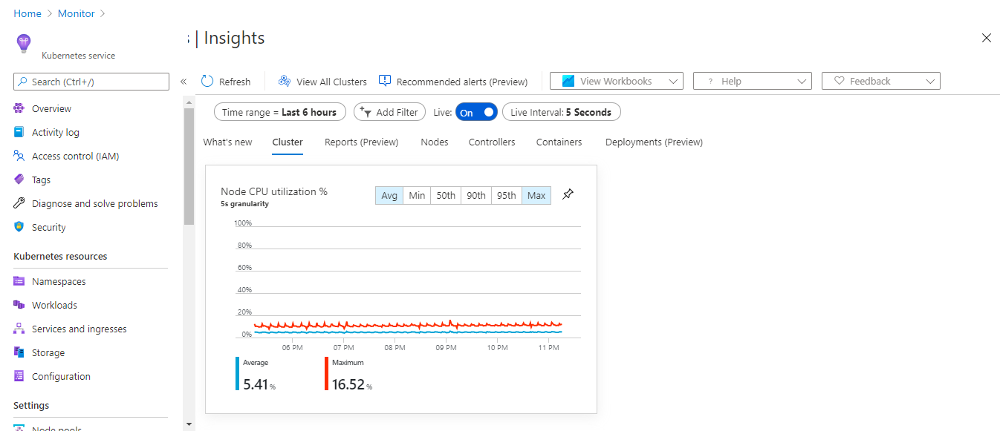 Home > Monitor >
| Insights
Kubernetes service
Search (Ctrl+/)
«
Refresh
View All Clusters
Recommended alerts (Preview)
View Workbooks
? Help
Feedback
Time range = Last 6 hours
Add Filter
Live: On
Live Interval: 5 Seconds
What's new
Cluster
Reports (Preview)
Nodes
Controllers
Containers
Deployments (Preview)
Overview
Activity log
Access control (IAM)
Tags
Diagnose and solve problems
Security
Kubernetes resources
Namespaces
Workloads
Services and ingresses
Storage
Configuration
Settings
Node pools
Node CPU utilization %
5s granularity
Avg
Min
50th
90th
95th
Max
100%
80%
60%
40%
20%
0%
06 PM
07 PM
08 PM
09 PM
10 PM
11 PM
Average
5.41%
Maximum
16.52%